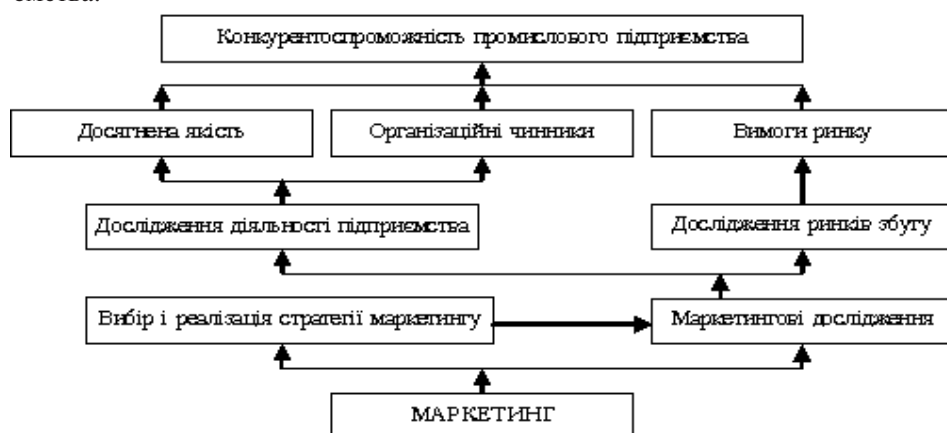 ємства.
Конкурентоспроможність промислового підприємства
Досягнена якість
Організаційні чинники
Вимоги ринку
Дослідження діяльності підприємства
Дослідження ринків збуту
Вибір і реалізація стратегії маркетингу
Маркетингові дослідження
МАРКЕТИНГ